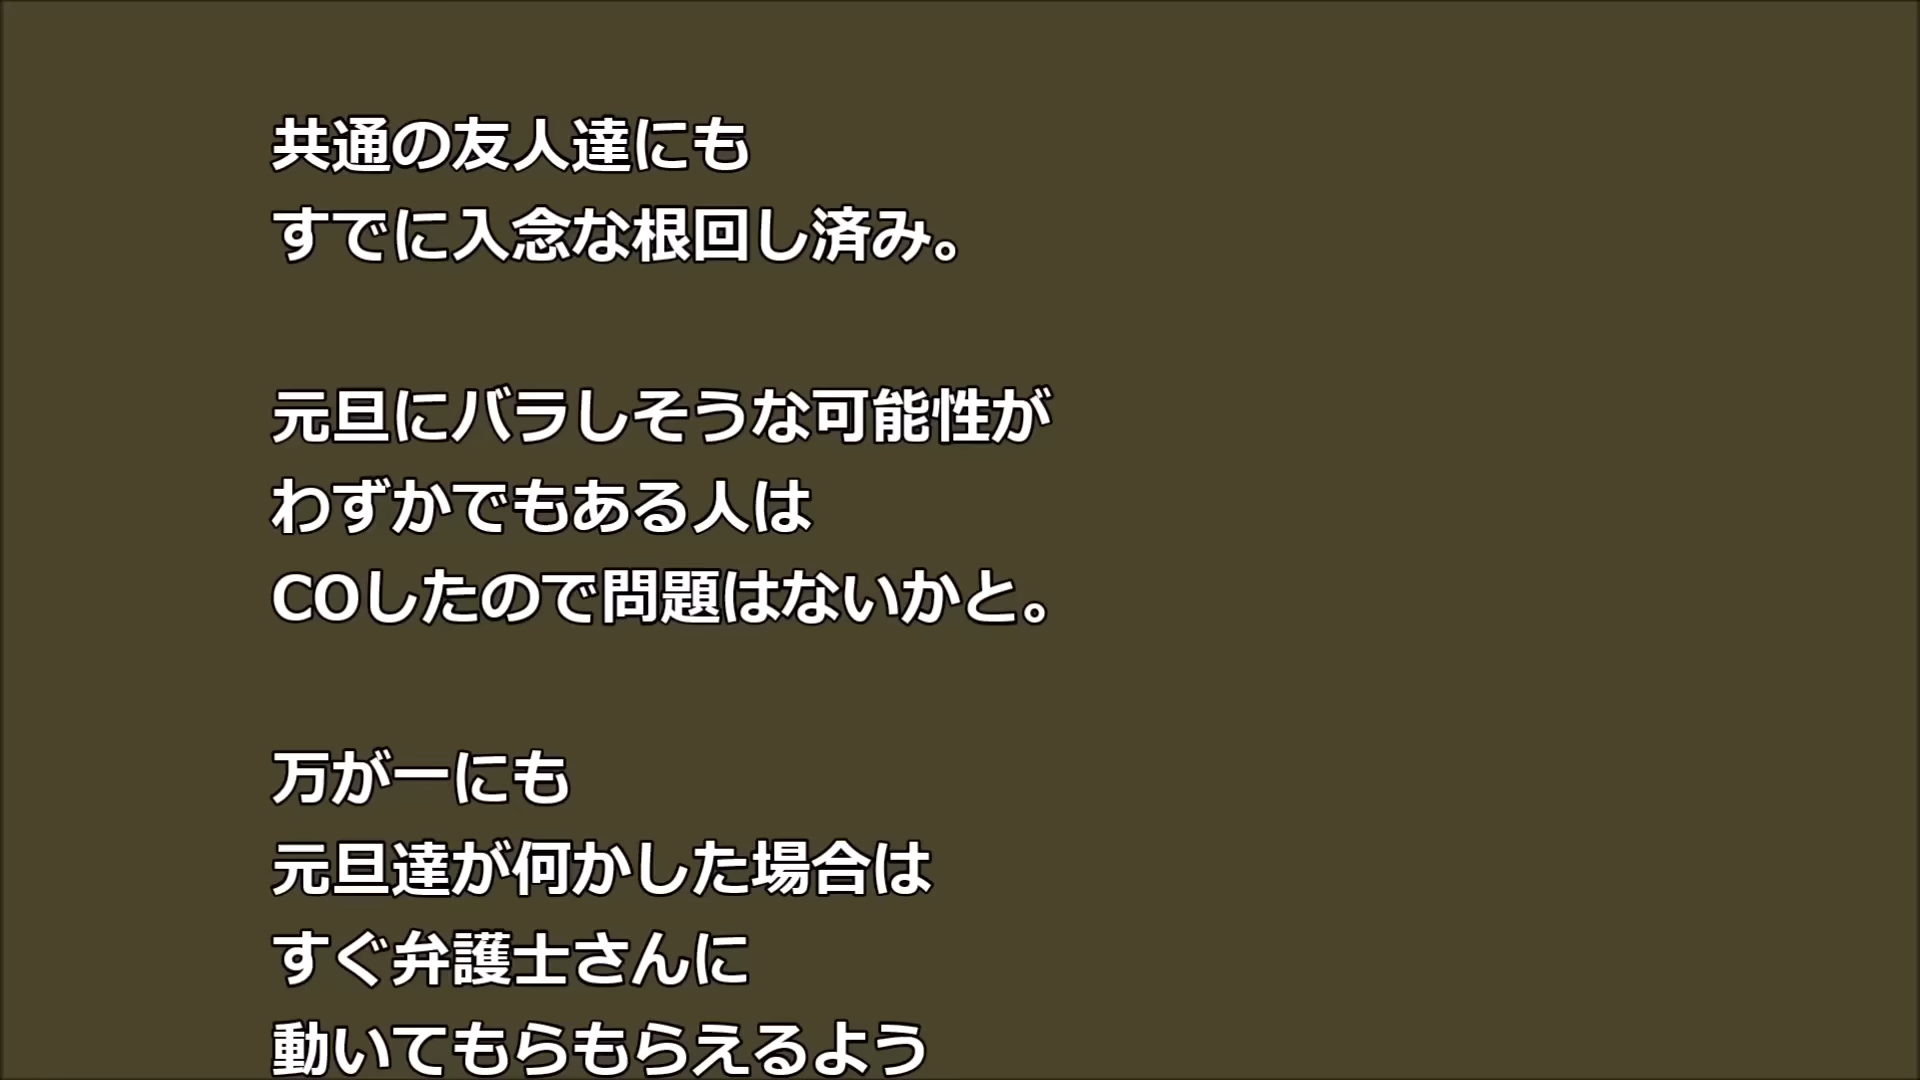 共通の友人達にも
すでに入念な根回し済み。
元旦にバラしそうな可能性が
わずかでもある人は
COしたので問題はないかと。
万が一にも
元旦達が何かした場合は
すぐ弁護士さんに
動いてもらもらえるよう